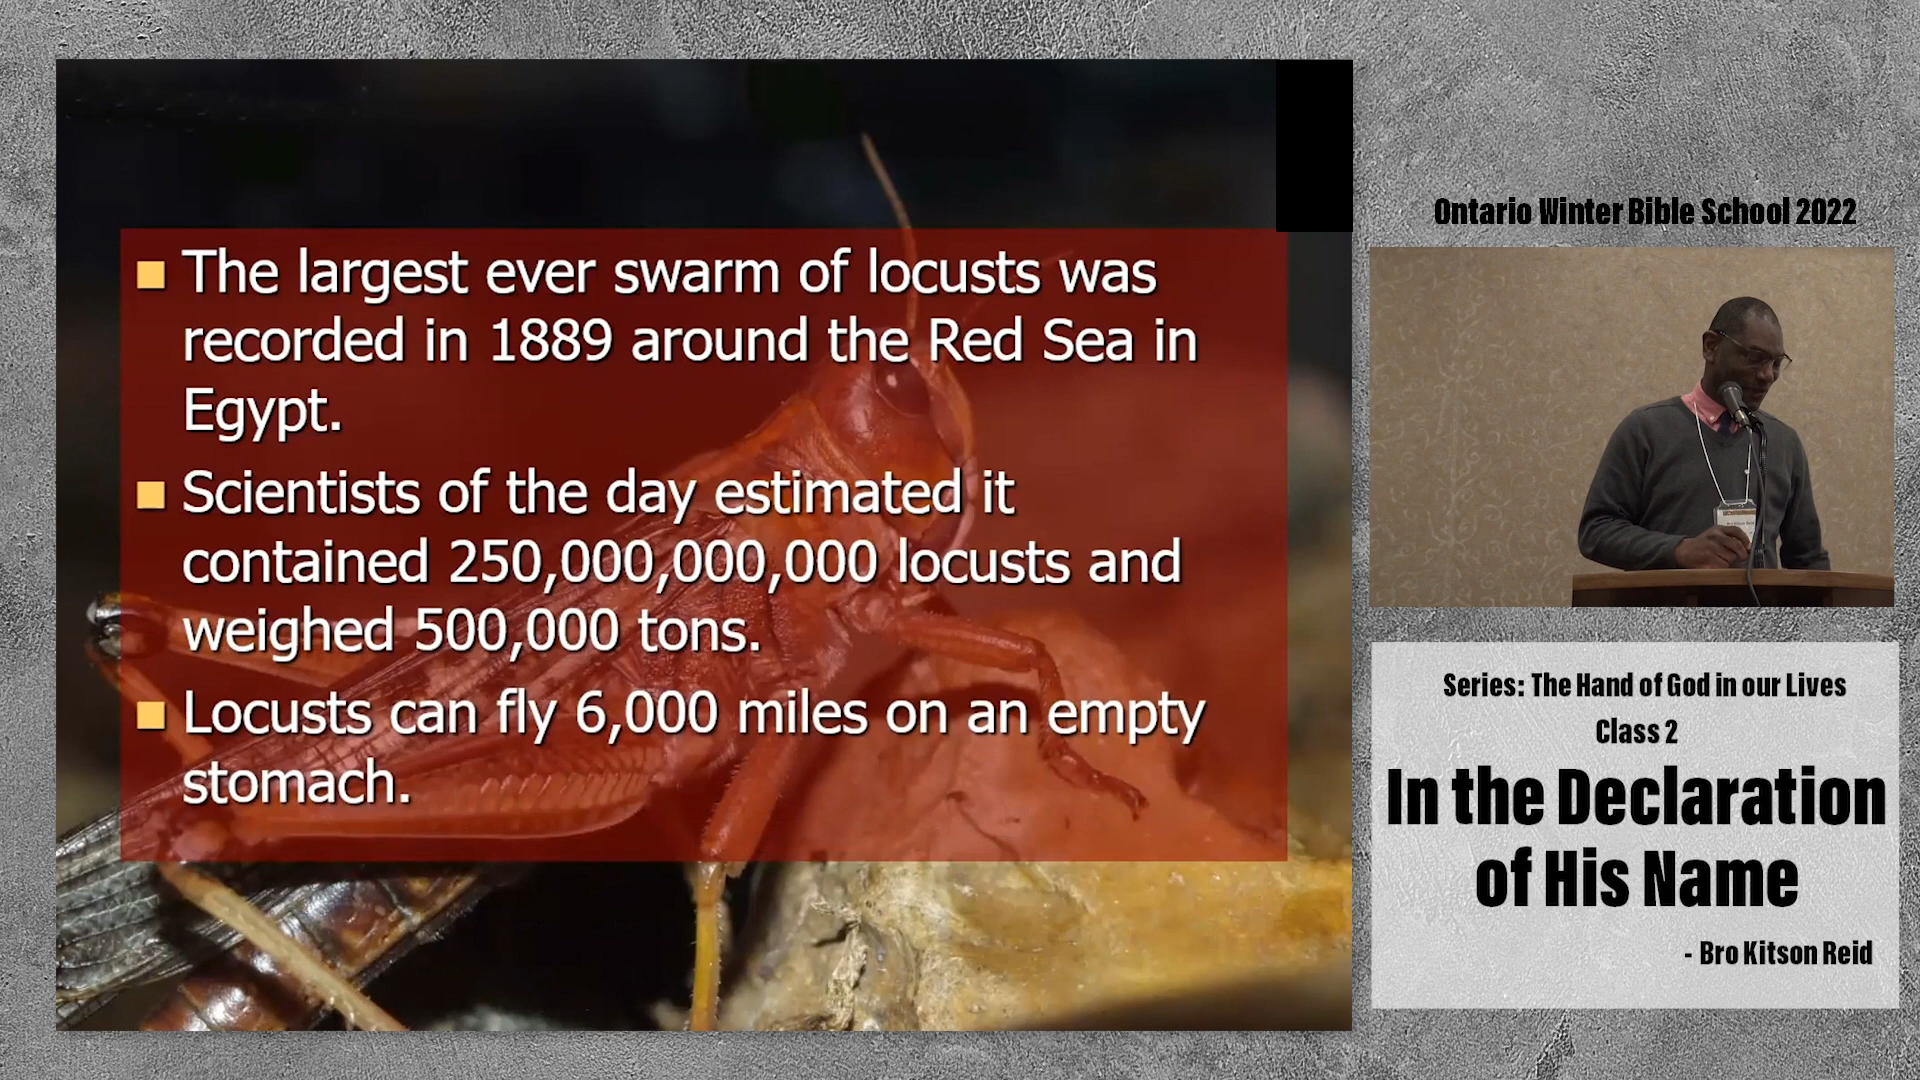 The largest ever swarm of locusts was
recorded in 1889 around the Red Sea in
Egypt.
Scientists of the day estimated it
contained 250,000,000,000 locusts and
weighed 500,000 tons.
Locusts can fly 6,000 miles on an empty
stomach.
Ontario Winter Bible School 2022
Series: The Hand of God in our Lives
Class 2
In the Declaration
of His Name
- Bro Kitson Reid